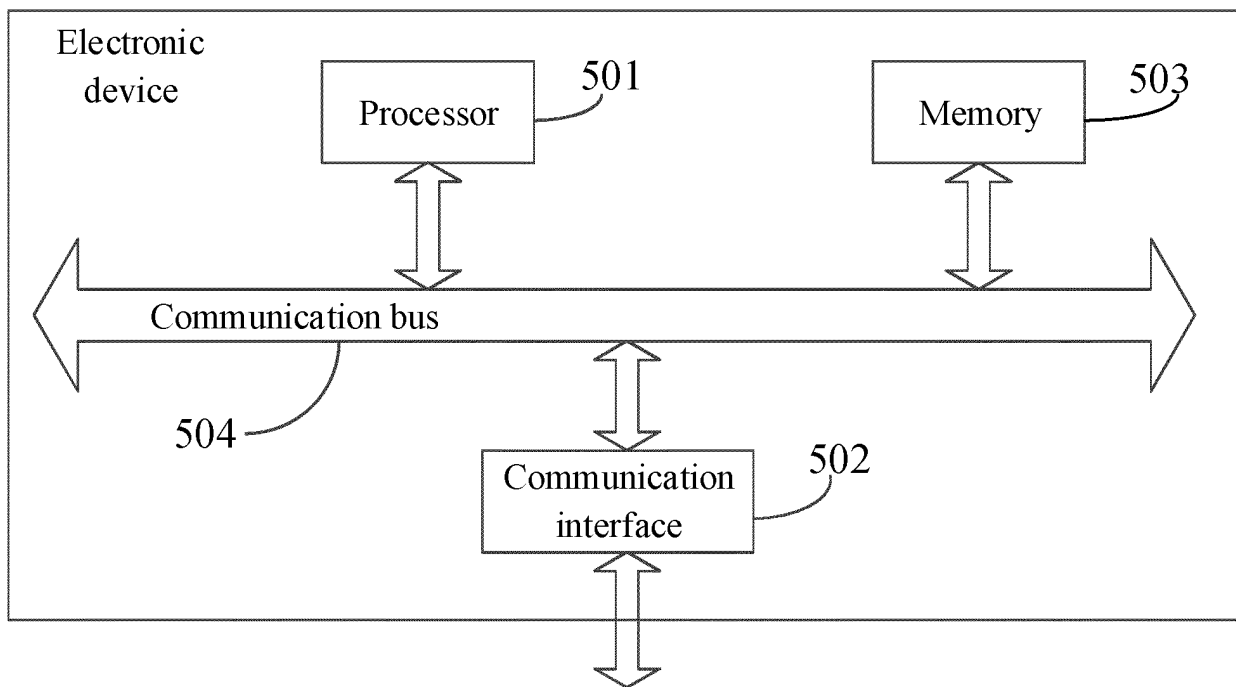 Electronic
device
Processor
501
Memory
503
Communication bus
504
Communication
interface
502